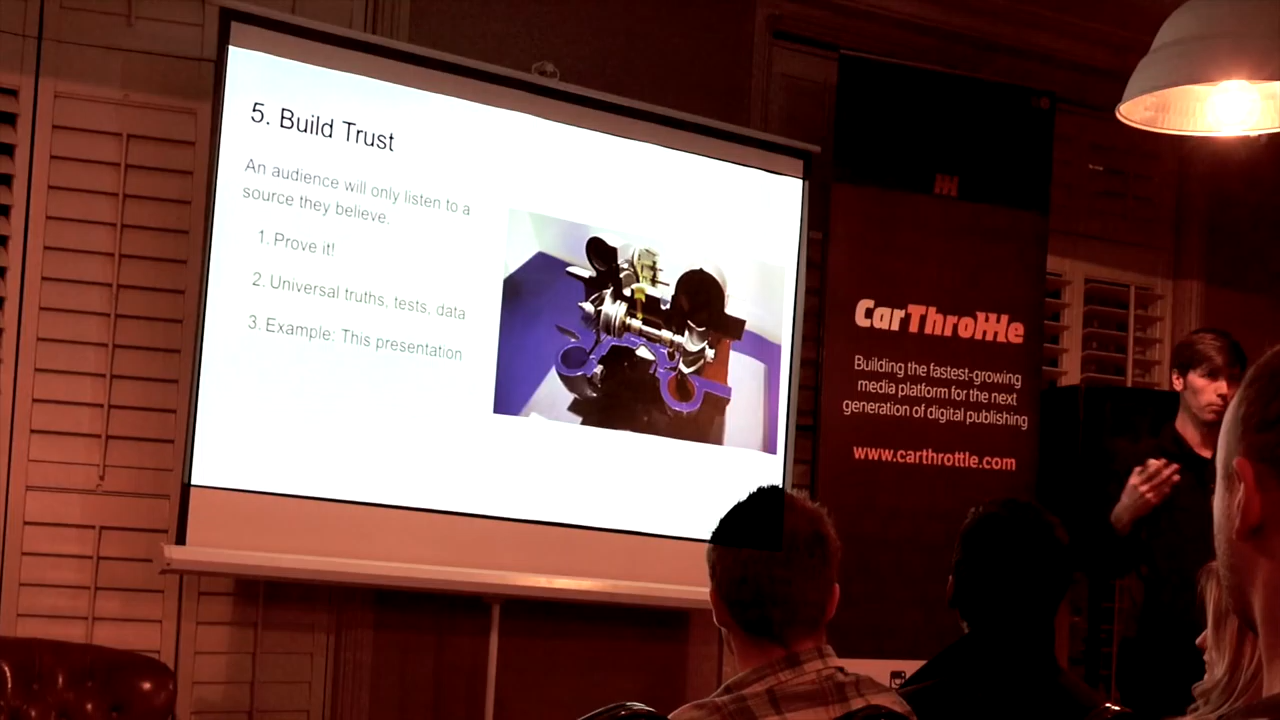 5. Build Trust
An audience will only listen to a
source they believe.
1. Prove it!
2. Universal truths, tests, data
3. Example: This presentation
CarThrottle
Building the fastest-growing
media platform for the next
generation of digital publishing
www.carthrottle.com